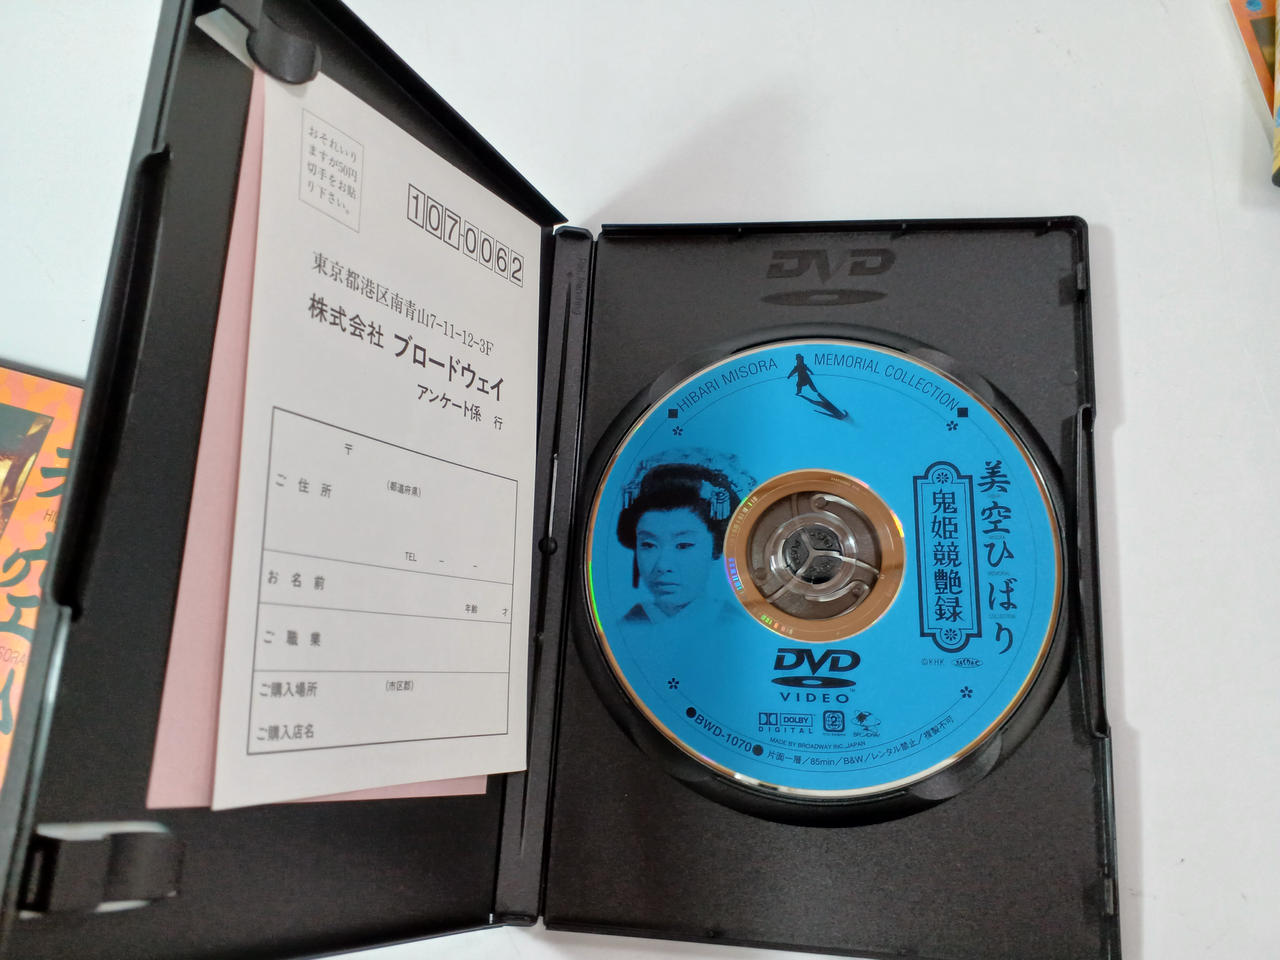 おそれいり
ますが50円
切手をお貼
り下さい。
107-0062
東京都港区南青山7-11-12-3F
株式会社 ブロードウェイ
アンケート係 行
〒
ご住所 (都道府県)
TEL － －
お名前
年齢 才
ご職業
ご購入場所 (市区郡)
ご購入店名
DVD
HIBARI MISORA MEMORIAL COLLECTION
美空ひばり
鬼姫競艶録
©KHK
DVD
VIDEO
DOLBY
DIGITAL
2
MADE BY BROADWAY INC. JAPAN
BWD-1070
片面一層/85min/B&W/レンタル禁止/複製不可